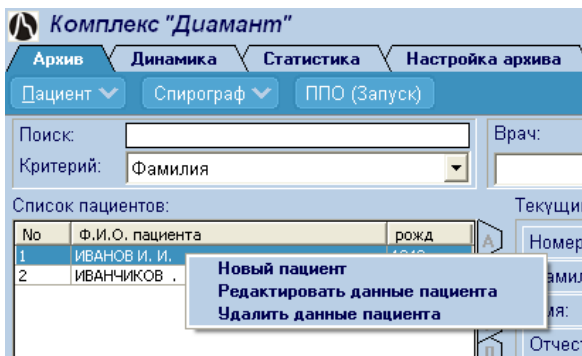 Комплекс "Диамант"
Архив Динамика Статистика Настройка архива
Пациент Спирограф ППО (Запуск)
Поиск: Врач:
Критерий: Фамилия
Список пациентов: Текущи
No Ф.И.О. пациента рожд А Номер
1 ИВАНОВ И. И.
2 ИВАНЧИКОВ .
Новый пациент
Редактировать данные пациента
Удалить данные пациента
Отчес